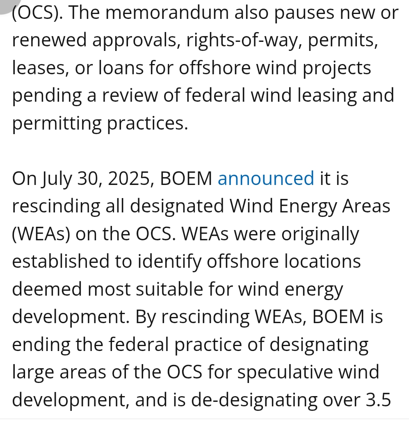 (OCS). The memorandum also pauses new or
renewed approvals, rights-of-way, permits,
leases, or loans for offshore wind projects
pending a review of federal wind leasing and
permitting practices.
On July 30, 2025, BOEM announced it is
rescinding all designated Wind Energy Areas
(WEAs) on the OCS. WEAs were originally
established to identify offshore locations
deemed most suitable for wind energy
development. By rescinding WEAs, BOEM is
ending the federal practice of designating
large areas of the OCS for speculative wind
development, and is de-designating over 3.5